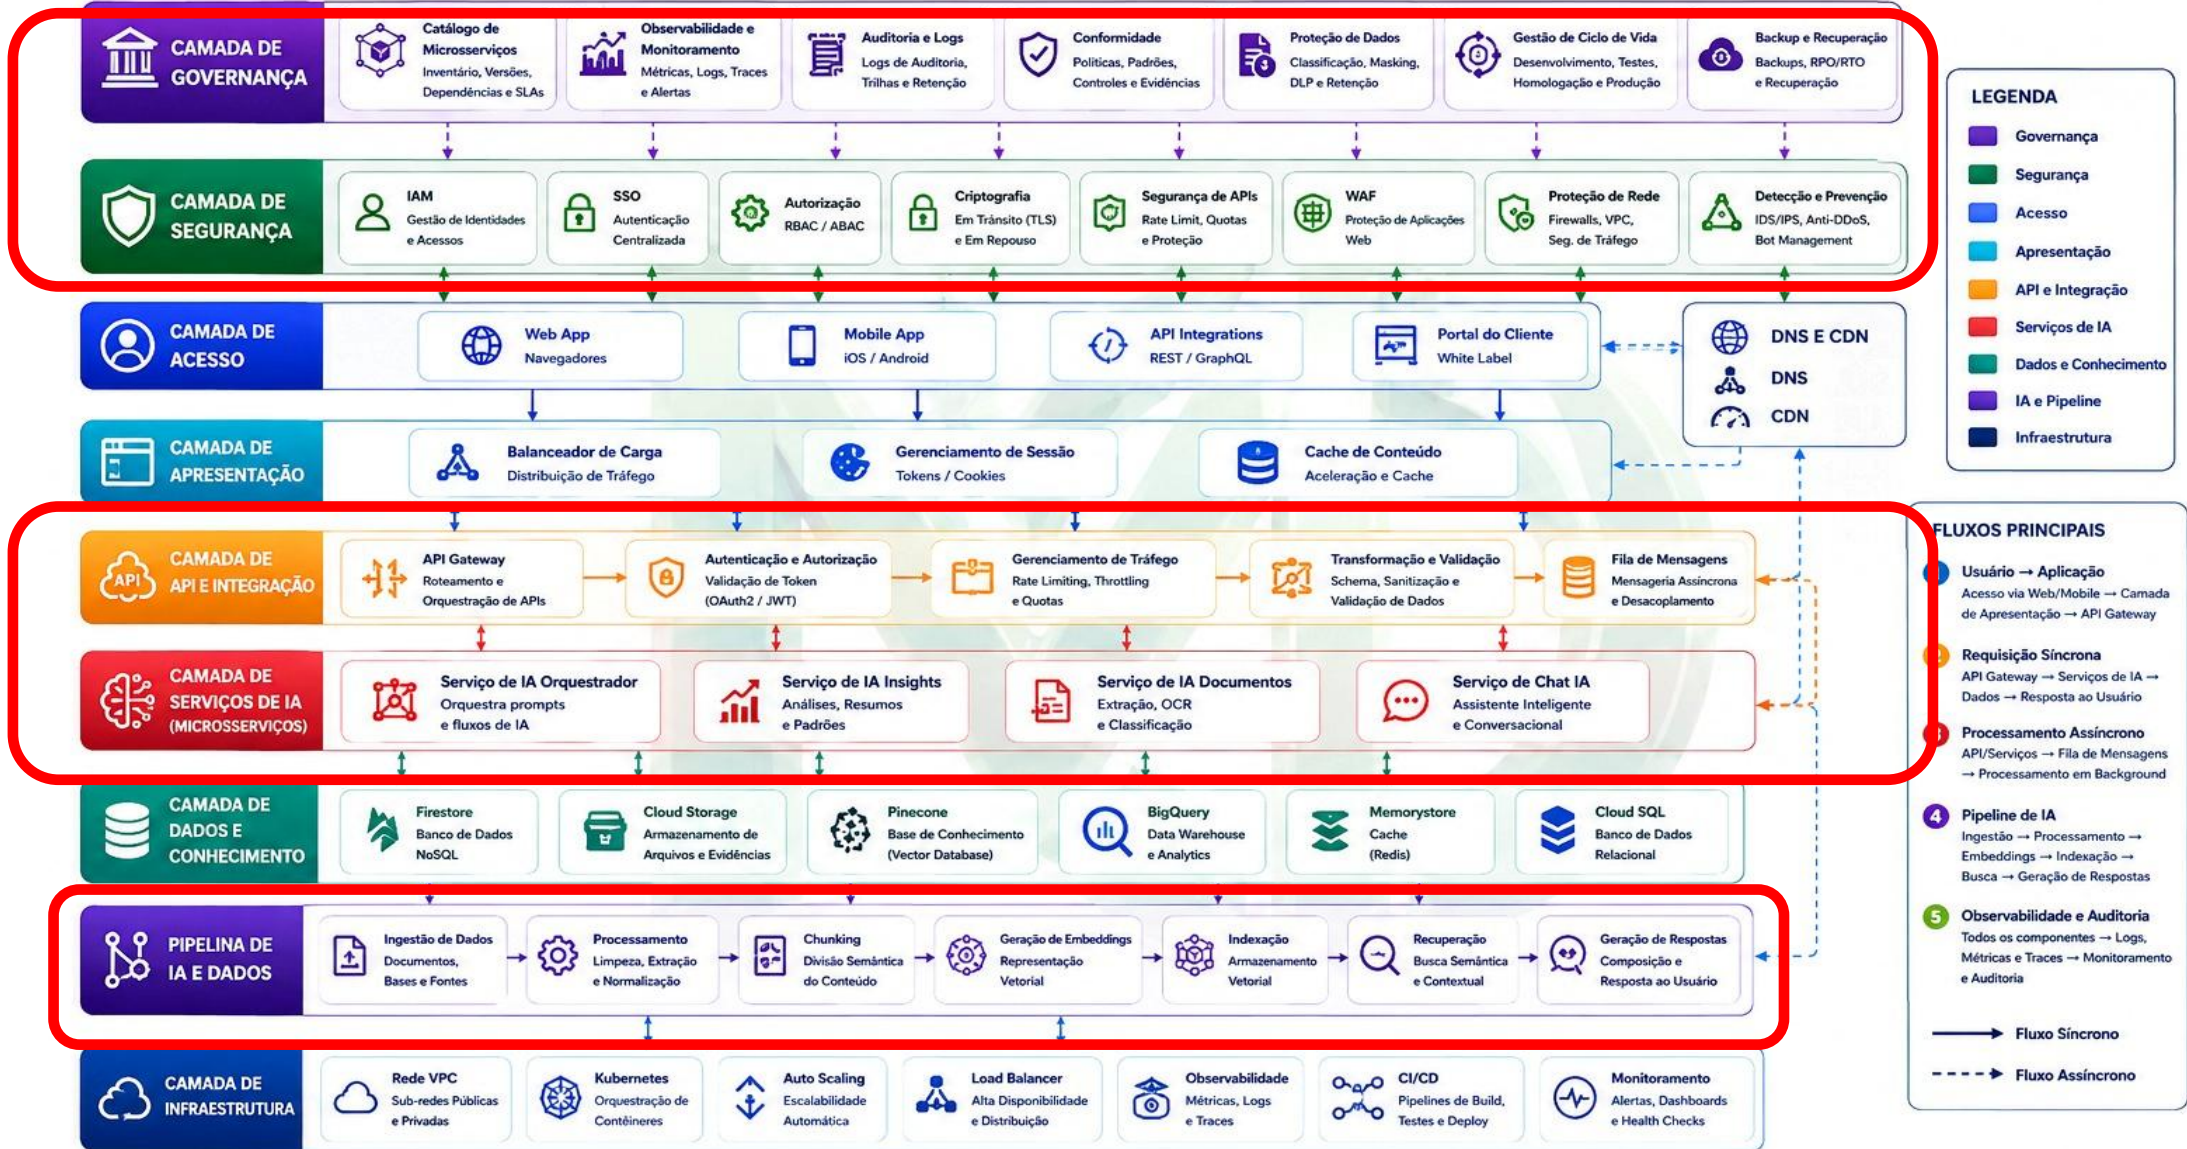 CAMADA DE
GOVERNANÇA
Catálogo de
Microsserviços
Inventário, Versões,
Dependências e SLAs
Observabilidade e
Monitoramento
Métricas, Logs, Traces
e Alertas
Auditoria e Logs
Logs de Auditoria,
Trilhas e Retenção
Conformidade
Políticas, Padrões,
Controles e Evidências
Proteção de Dados
Classificação, Masking,
DLP e Retenção
Gestão de Ciclo de Vida
Desenvolvimento, Testes,
Homologação e Produção
Backup e Recuperação
Backups, RPO/RTO
e Recuperação
CAMADA DE
SEGURANÇA
IAM
Gestão de Identidades
e Acessos
SSO
Autenticação
Centralizada
Autorização
RBAC / ABAC
Criptografia
Em Trânsito (TLS)
e Em Repouso
Segurança de APIs
Rate Limit, Quotas
e Proteção
WAF
Proteção de Aplicações
Web
Proteção de Rede
Firewalls, VPC,
Seg. de Tráfego
Detecção e Prevenção
IDS/IPS, Anti-DDoS,
Bot Management
CAMADA DE
ACESSO
Web App
Navegadores
Mobile App
iOS / Android
API Integrations
REST / GraphQL
Portal do Cliente
White Label
DNS E CDN
DNS
CDN
CAMADA DE
APRESENTAÇÃO
Balanceador de Carga
Distribuição de Tráfego
Gerenciamento de Sessão
Tokens / Cookies
Cache de Conteúdo
Aceleração e Cache
CAMADA DE
API E INTEGRAÇÃO
API
API Gateway
Roteamento e
Orquestração de APIs
Autenticação e Autorização
Validação de Token
(OAuth2 / JWT)
Gerenciamento de Tráfego
Rate Limiting, Throttling
e Quotas
Transformação e Validação
Schema, Sanitização e
Validação de Dados
Fila de Mensagens
Mensageria Assíncrona
e Desacoplamento
CAMADA DE
SERVIÇOS DE IA
(MICROSSERVIÇOS)
Serviço de IA Orquestrador
Orquestra prompts
e fluxos de IA
Serviço de IA Insights
Análises, Resumos
e Padrões
Serviço de IA Documentos
Extração, OCR
e Classificação
Serviço de Chat IA
Assistente Inteligente
e Conversacional
CAMADA DE
DADOS E
CONHECIMENTO
Firestore
Banco de Dados
NoSQL
Cloud Storage
Armazenamento de
Arquivos e Evidências
Pinecone
Base de Conhecimento
(Vector Database)
BigQuery
Data Warehouse
e Analytics
Memorystore
Cache
(Redis)
Cloud SQL
Banco de Dados
Relacional
PIPELINA DE
IA E DADOS
Ingestão de Dados
Documentos,
Bases e Fontes
Processamento
Limpeza, Extração
e Normalização
Chunking
Divisão Semântica
do Conteúdo
Geração de Embeddings
Representação
Vetorial
Indexação
Armazenamento
Vetorial
Recuperação
Busca Semântica
e Contextual
Geração de Respostas
Composição e
Resposta ao Usuário
CAMADA DE
INFRAESTRUTURA
Rede VPC
Sub-redes Públicas
e Privadas
Kubernetes
Orquestração de
Contêineres
Auto Scaling
Escalabilidade
Automática
Load Balancer
Alta Disponibilidade
e Distribuição
Observabilidade
Métricas, Logs
e Traces
CI/CD
Pipelines de Build,
Testes e Deploy
Monitoramento
Alertas, Dashboards
e Health Checks
LEGENDA
Governança
Segurança
Acesso
Apresentação
API e Integração
Serviços de IA
Dados e Conhecimento
IA e Pipeline
Infraestrutura
FLUXOS PRINCIPAIS
Usuário → Aplicação
Acesso via Web/Mobile → Camada
de Apresentação → API Gateway
Requisição Síncrona
API Gateway → Serviços de IA →
Dados → Resposta ao Usuário
Processamento Assíncrono
API/Serviços → Fila de Mensagens
→ Processamento em Background
4 Pipeline de IA
Ingestão → Processamento →
Embeddings → Indexação →
Busca → Geração de Respostas
5 Observabilidade e Auditoria
Todos os componentes → Logs,
Métricas e Traces → Monitoramento
e Auditoria
Fluxo Síncrono
Fluxo Assíncrono